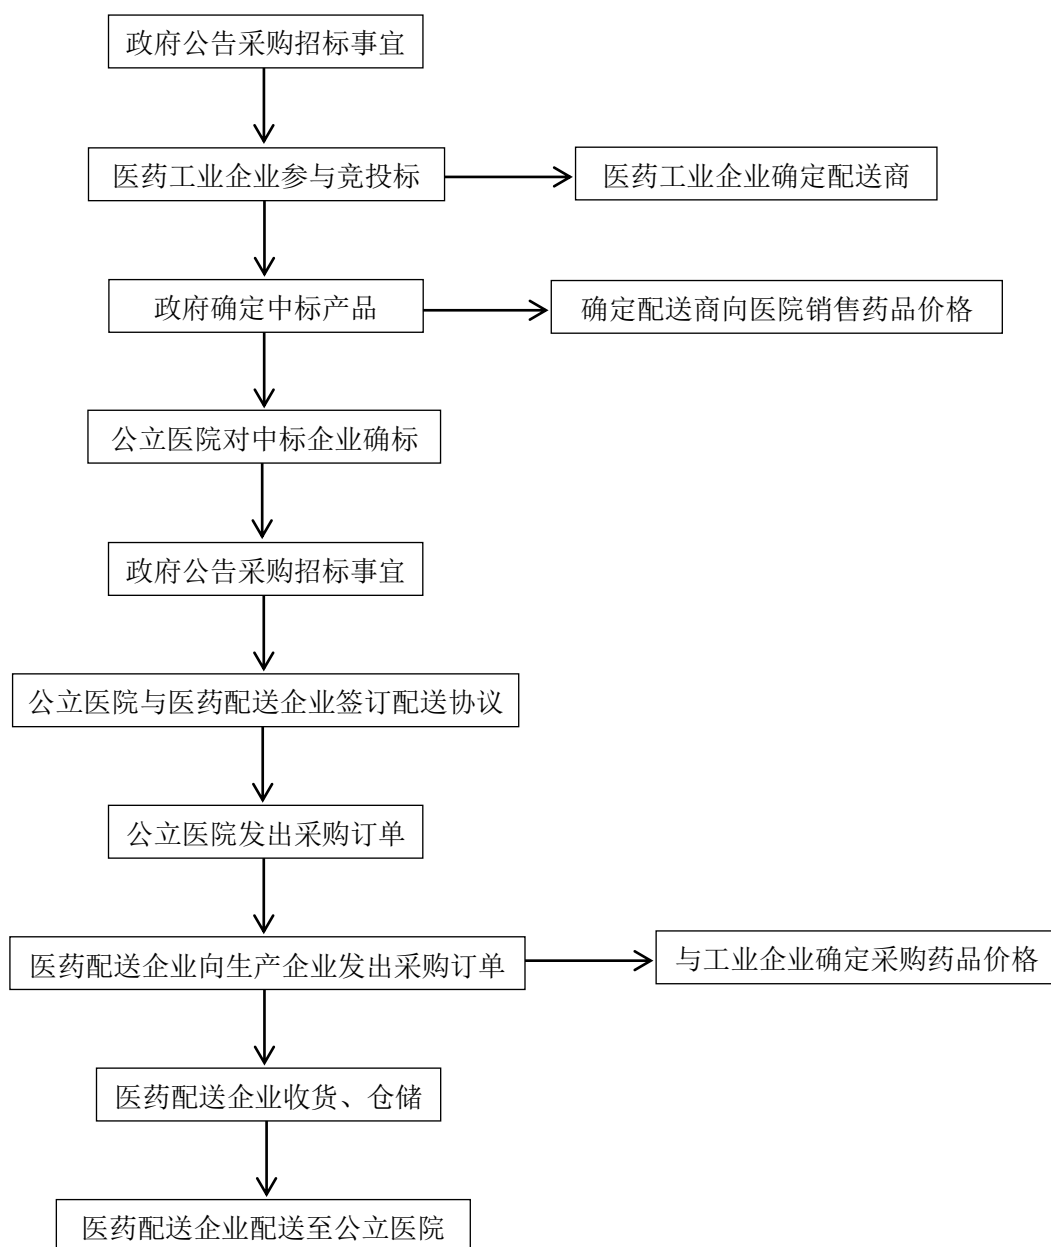 政府公告采购招标事宜
医药工业企业参与竞投标
医药工业企业确定配送商
政府确定中标产品
确定配送商向医院销售药品价格
公立医院对中标企业确标
政府公告采购招标事宜
公立医院与医药配送企业签订配送协议
公立医院发出采购订单
医药配送企业向生产企业发出采购订单
与工业企业确定采购药品价格
医药配送企业收货、仓储
医药配送企业配送至公立医院